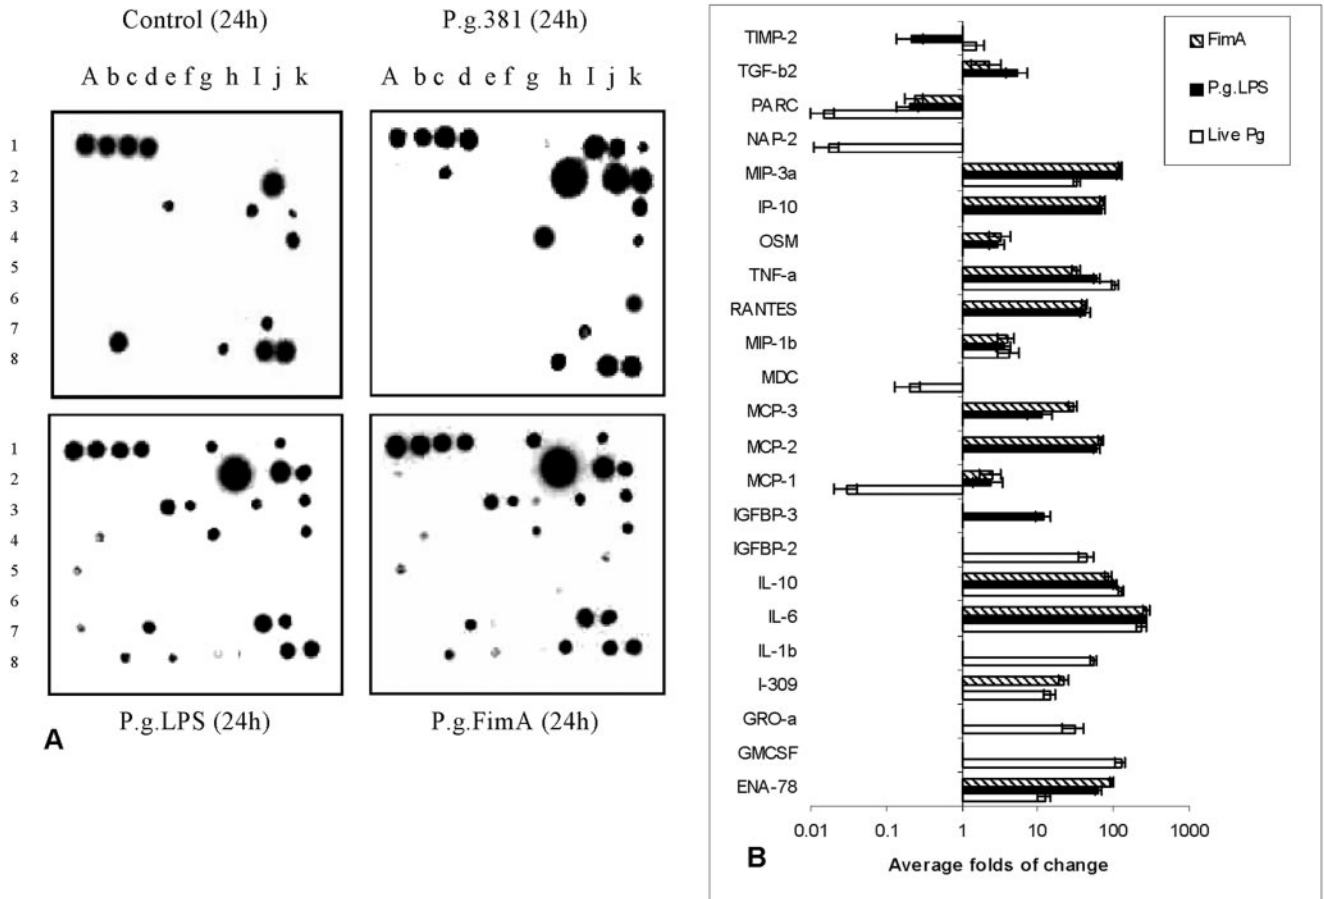 Control (24h)
P.g.381 (24h)
A b c d e f g h I j k
A b c d e f g h I j k
1
2
3
4
5
6
7
8
1
2
3
4
5
6
7
8
P.g.LPS (24h)
P.g.FimA (24h)
A
TIMP-2
TGF-b2
PARC
NAP-2
MIP-3a
IP-10
OSM
TNF-a
RANTES
MIP-1b
MDC
MCP-3
MCP-2
MCP-1
IGFBP-3
IGFBP-2
IL-10
IL-6
IL-1b
I-309
GRO-a
GMCSF
ENA-78
FimA
P.g.LPS
Live Pg
0.01 0.1 1 10 100 1000
B
Average folds of change